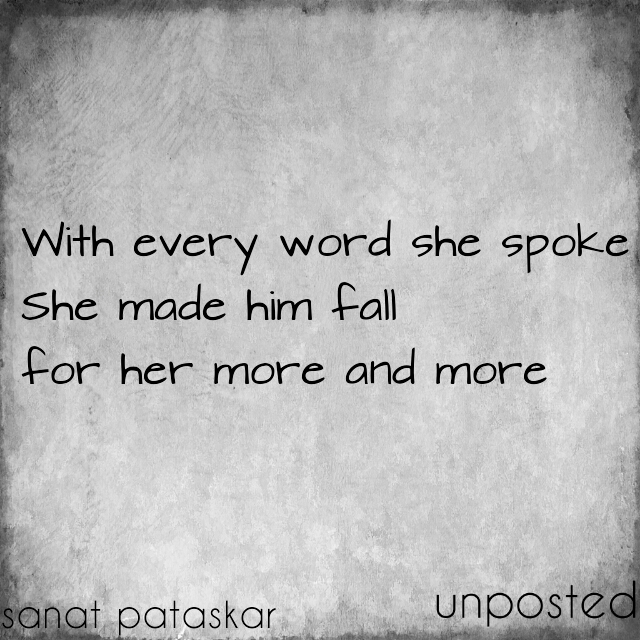 With every word she spoke
She made him fall
for her more and more
sanat pataskar
unposted